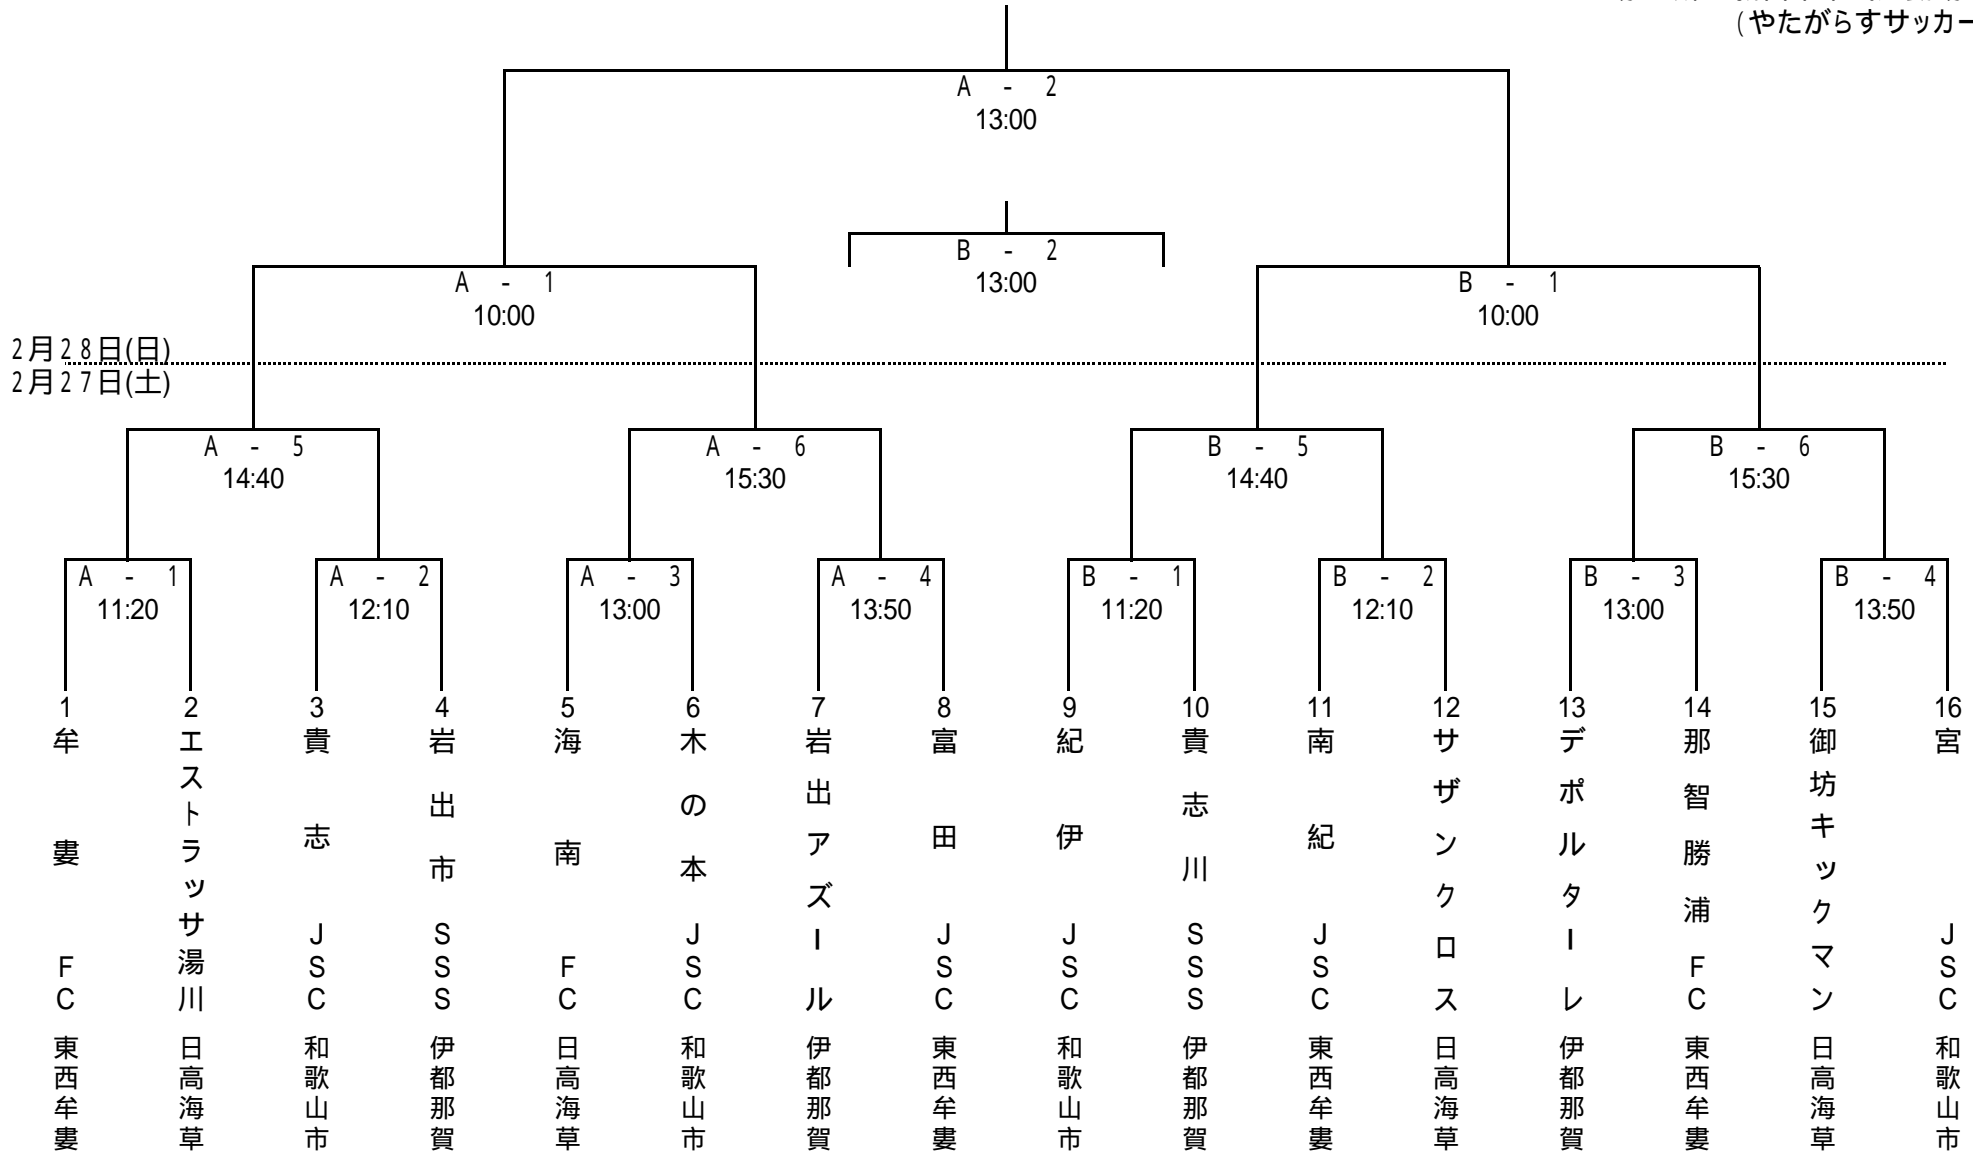 (やたがらすサッカー
A - 2
13:00
B - 2
13:00
A - 1
10:00
B - 1
10:00
2月28日(日)
2月27日(土)
A - 5
14:40
A - 6
15:30
B - 5
14:40
B - 6
15:30
A - 1
11:20
A - 2
12:10
A - 3
13:00
A - 4
13:50
B - 1
11:20
B - 2
12:10
B - 3
13:00
B - 4
13:50
1 牟婁FC 東西牟婁
2 エストラッサ湯川 日高海草
3 貴志JSC 和歌山市
4 岩出市SSS 伊都那賀
5 海南FC 日高海草
6 木の本JSC 和歌山市
7 岩出アズール 伊都那賀
8 富田JSC 東西牟婁
9 紀伊JSC 和歌山市
10 貴志川SSS 伊都那賀
11 南紀JSC 東西牟婁
12 サザンクロス 日高海草
13 デポルターレ 伊都那賀
14 那智勝浦FC 東西牟婁
15 御坊キックマン 日高海草
16 宮JSC 和歌山市